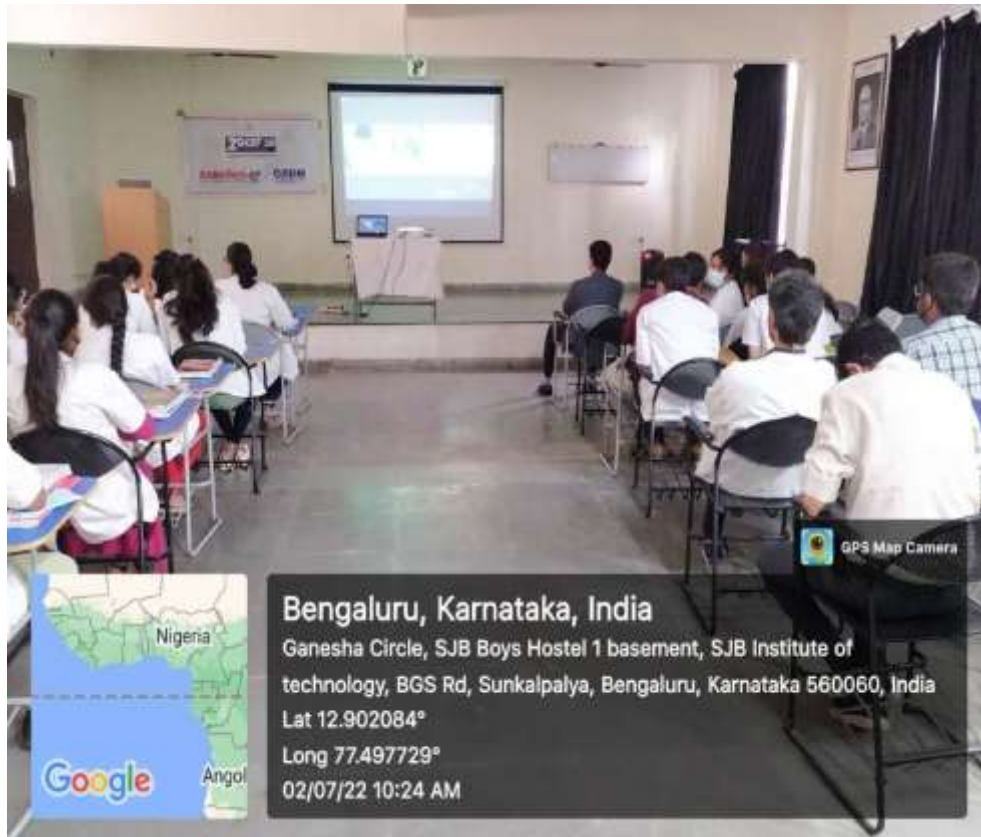 GPS Map Camera
Nigeria
Angol
Google
Bengaluru, Karnataka, India
Ganesha Circle, SJB Boys Hostel 1 basement, SJB Institute of
technology, BGS Rd, Sunkalpalya, Bengaluru, Karnataka 560060, India
Lat 12.902084°
Long 77.497729°
02/07/22 10:24 AM